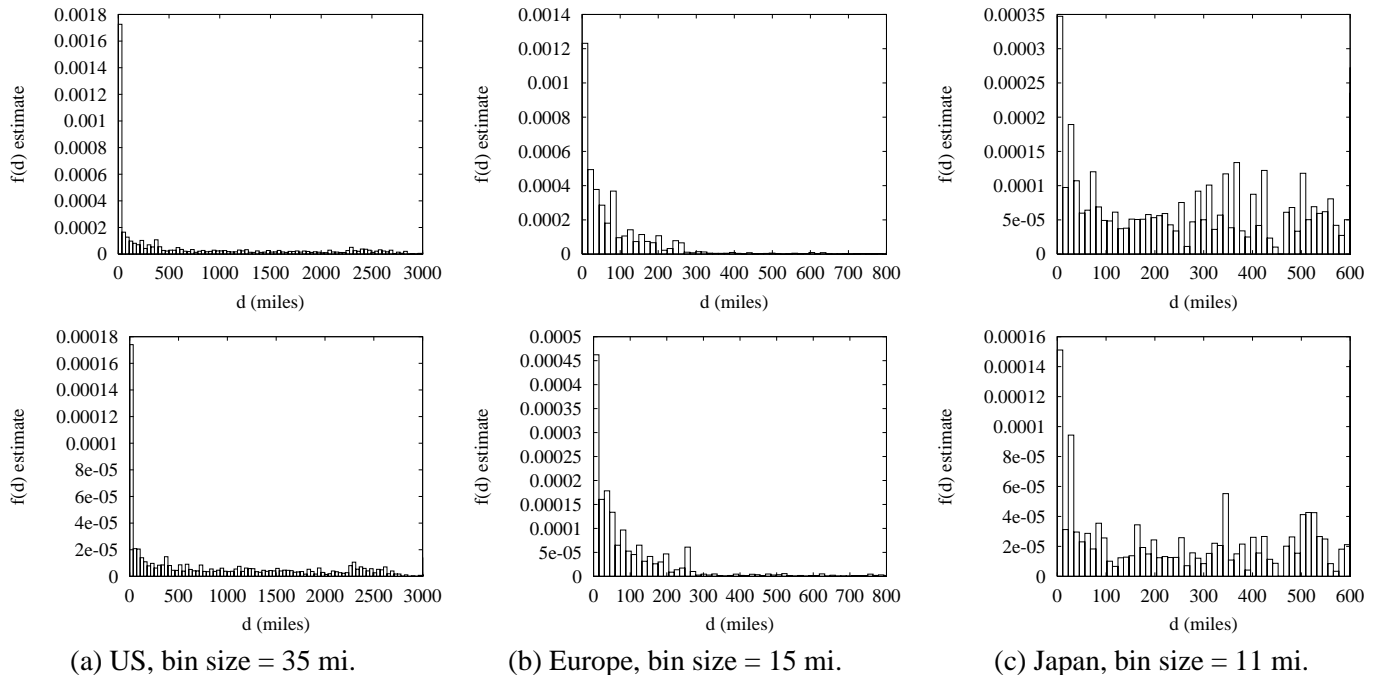 0.0018
0.0016
0.0014
0.0012
0.001
0.0008
0.0006
0.0004
0.0002
0
0 500 1000 1500 2000 2500 3000
d (miles)
f(d) estimate
0.0014
0.0012
0.001
0.0008
0.0006
0.0004
0.0002
0
0 100 200 300 400 500 600 700 800
d (miles)
f(d) estimate
0.00035
0.0003
0.00025
0.0002
0.00015
0.0001
5e-05
0
0 100 200 300 400 500 600
d (miles)
f(d) estimate
0.00018
0.00016
0.00014
0.00012
0.0001
8e-05
6e-05
4e-05
2e-05
0
0 500 1000 1500 2000 2500 3000
d (miles)
f(d) estimate
0.0005
0.00045
0.0004
0.00035
0.0003
0.00025
0.0002
0.00015
0.0001
5e-05
0
0 100 200 300 400 500 600 700 800
d (miles)
f(d) estimate
0.00016
0.00014
0.00012
0.0001
8e-05
6e-05
4e-05
2e-05
0
0 100 200 300 400 500 600
d (miles)
f(d) estimate
(a) US, bin size = 35 mi.
(b) Europe, bin size = 15 mi.
(c) Japan, bin size = 11 mi.